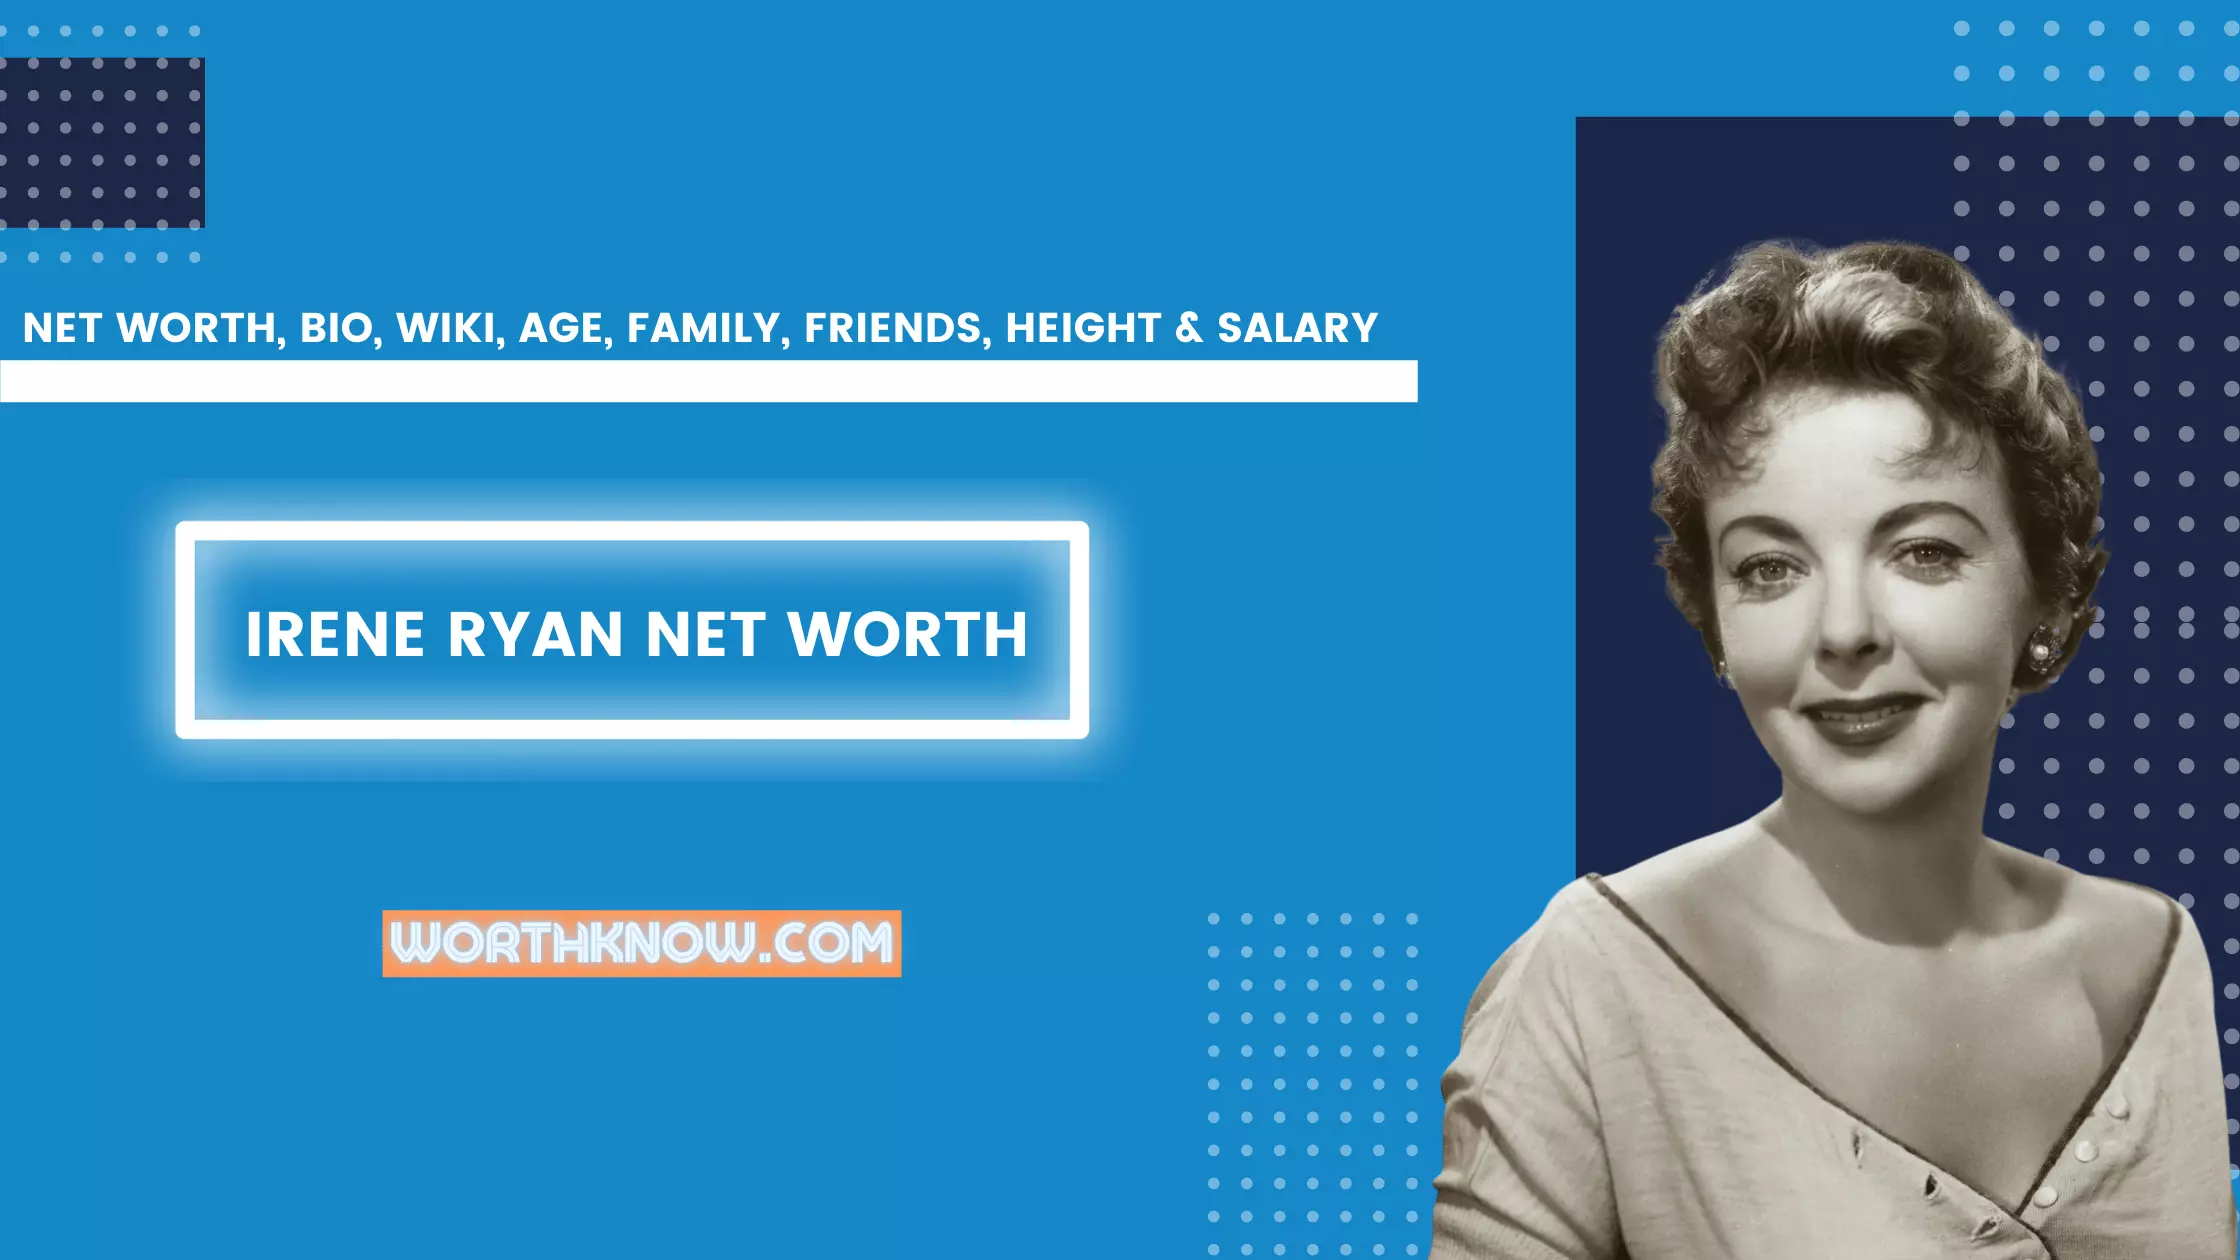 NET WORTH, BIO, WIKI, AGE, FAMILY, FRIENDS, HEIGHT & SALARY
IRENE RYAN NET WORTH
WORTHKNOW.COM